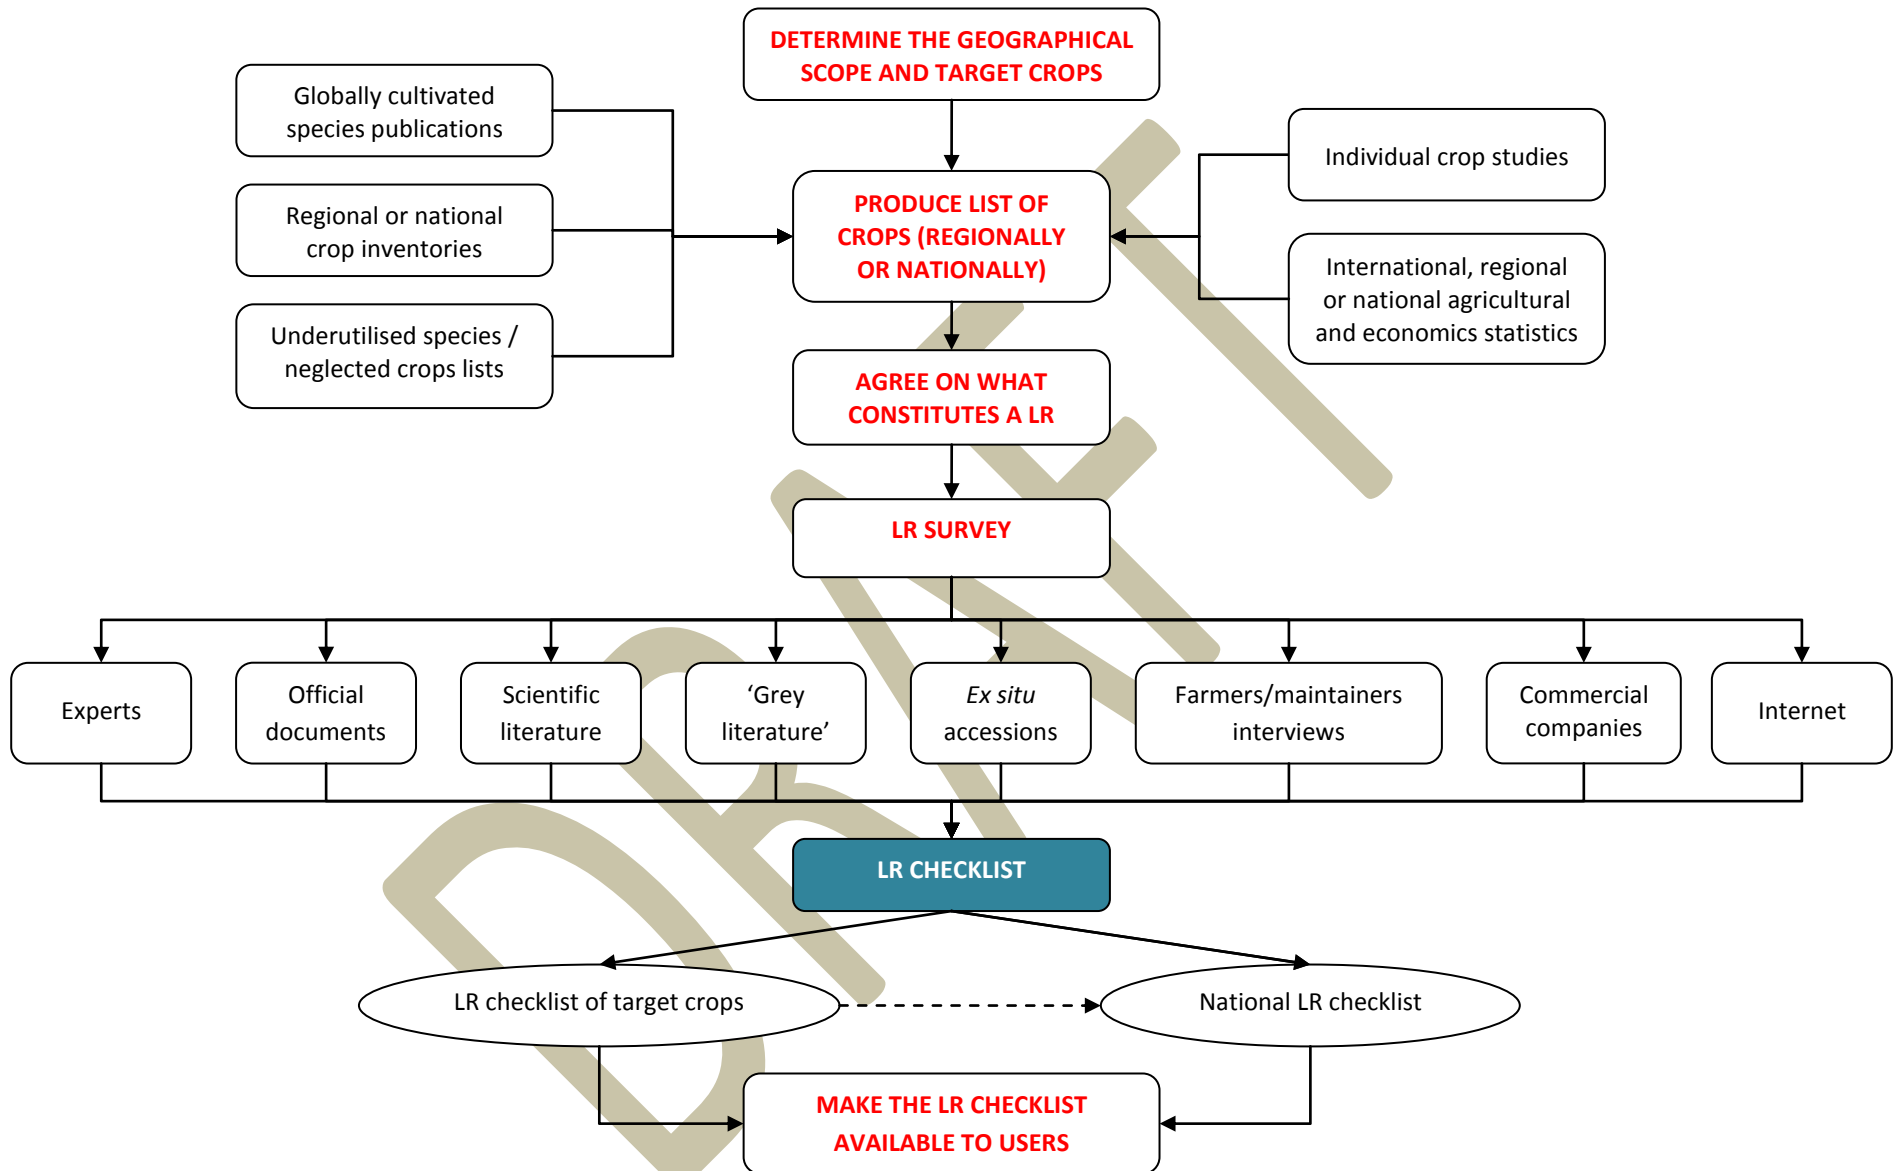 DETERMINE THE GEOGRAPHICAL
SCOPE AND TARGET CROPS
Globally cultivated
species publications
Regional or national
crop inventories
Underutilised species /
neglected crops lists
PRODUCE LIST OF
CROPS (REGIONALLY
OR NATIONALLY)
Individual crop studies
International, regional
or national agricultural
and economics statistics
AGREE ON WHAT
CONSTITUTES A LR
LR SURVEY
Experts
Official
documents
Scientific
literature
‘Grey
literature’
Ex situ
accessions
Farmers/maintainers
interviews
Commercial
companies
Internet
LR CHECKLIST
LR checklist of target crops
National LR checklist
MAKE THE LR CHECKLIST
AVAILABLE TO USERS
DRAFT